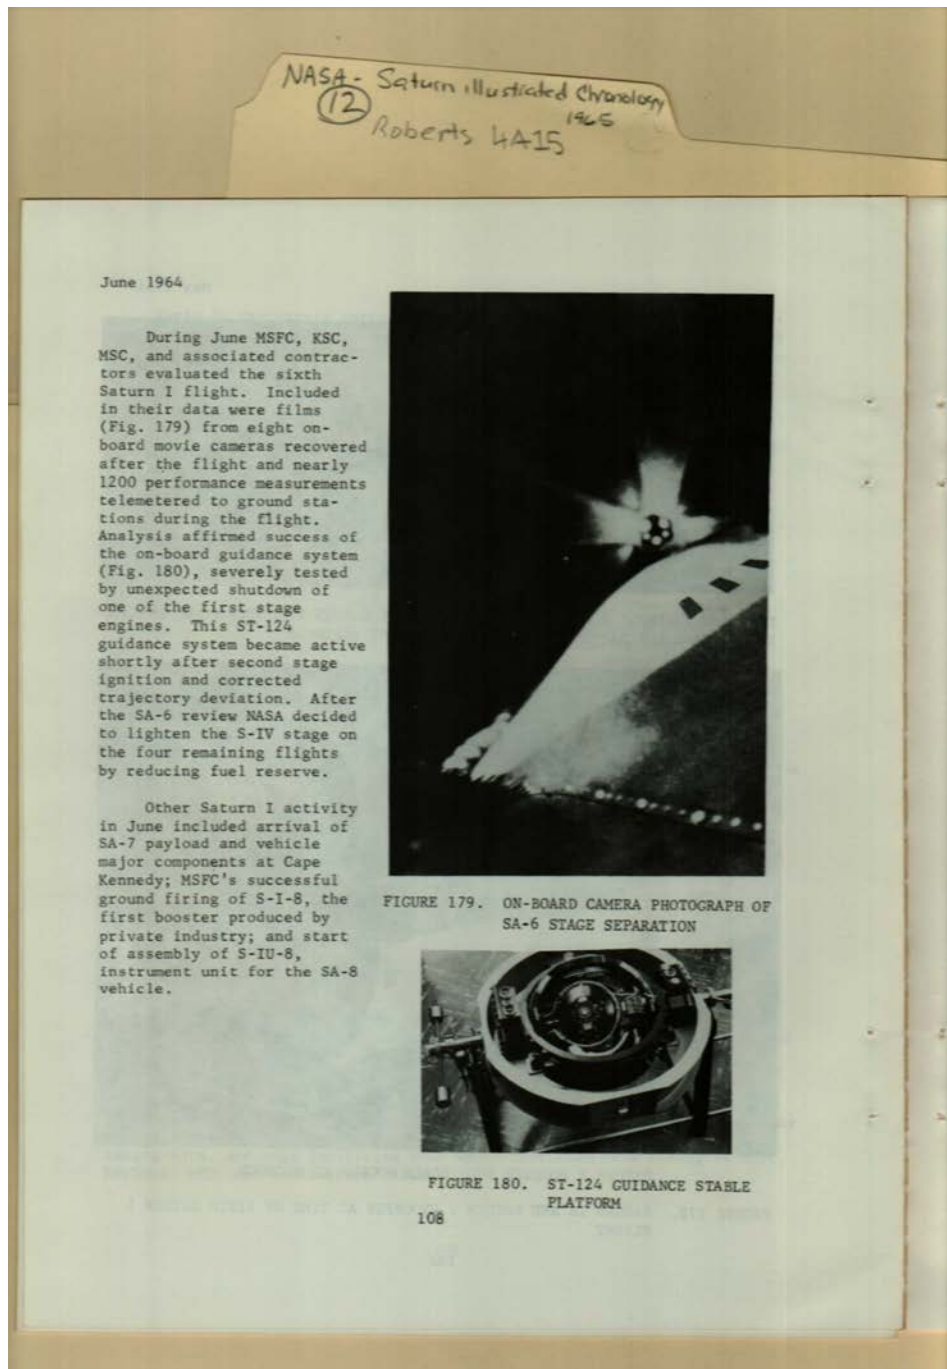 NASA - Saturn illustrated Chronology
12
1965
Roberts 4A15
June 1964
During June MSFC, KSC,
MSC, and associated contrac-
tors evaluated the sixth
Saturn I flight. Included
in their data were films
(Fig. 179) from eight on-
board movie cameras recovered
after the flight and nearly
1200 performance measurements
telemetered to ground sta-
tions during the flight.
Analysis affirmed success of
the on-board guidance system
(Fig. 180), severely tested
by unexpected shutdown of
one of the first stage
engines. This ST-124
guidance system became active
shortly after second stage
ignition and corrected
trajectory deviation. After
the SA-6 review NASA decided
to lighten the S-IV stage on
the four remaining flights
by reducing fuel reserve.
Other Saturn I activity
in June included arrival of
SA-7 payload and vehicle
major components at Cape
Kennedy; MSFC's successful
ground firing of S-I-8, the
first booster produced by
private industry; and start
of assembly of S-IU-8,
instrument unit for the SA-8
vehicle.
FIGURE 179. ON-BOARD CAMERA PHOTOGRAPH OF
SA-6 STAGE SEPARATION
FIGURE 180. ST-124 GUIDANCE STABLE
PLATFORM
108